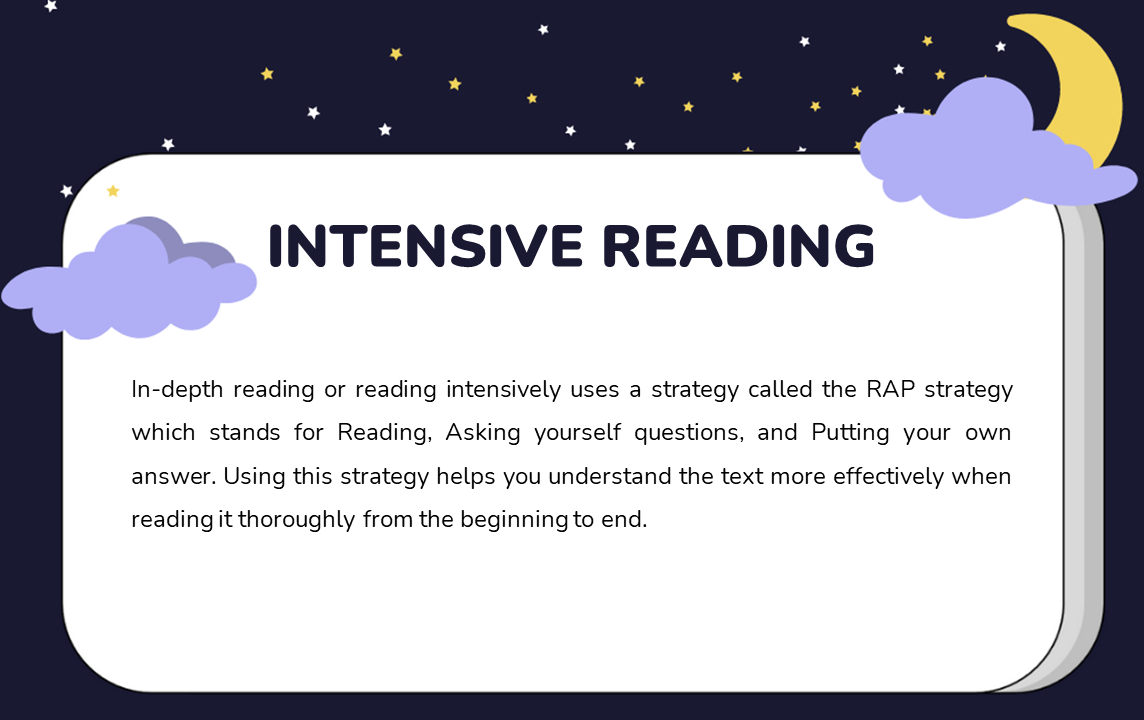 INTENSIVE READING
In-depth reading or reading intensively uses a strategy called the RAP strategy
which stands for Reading, Asking yourself questions, and Putting your own
answer. Using this strategy helps you understand the text more effectively when
reading it thoroughly from the beginning to end.